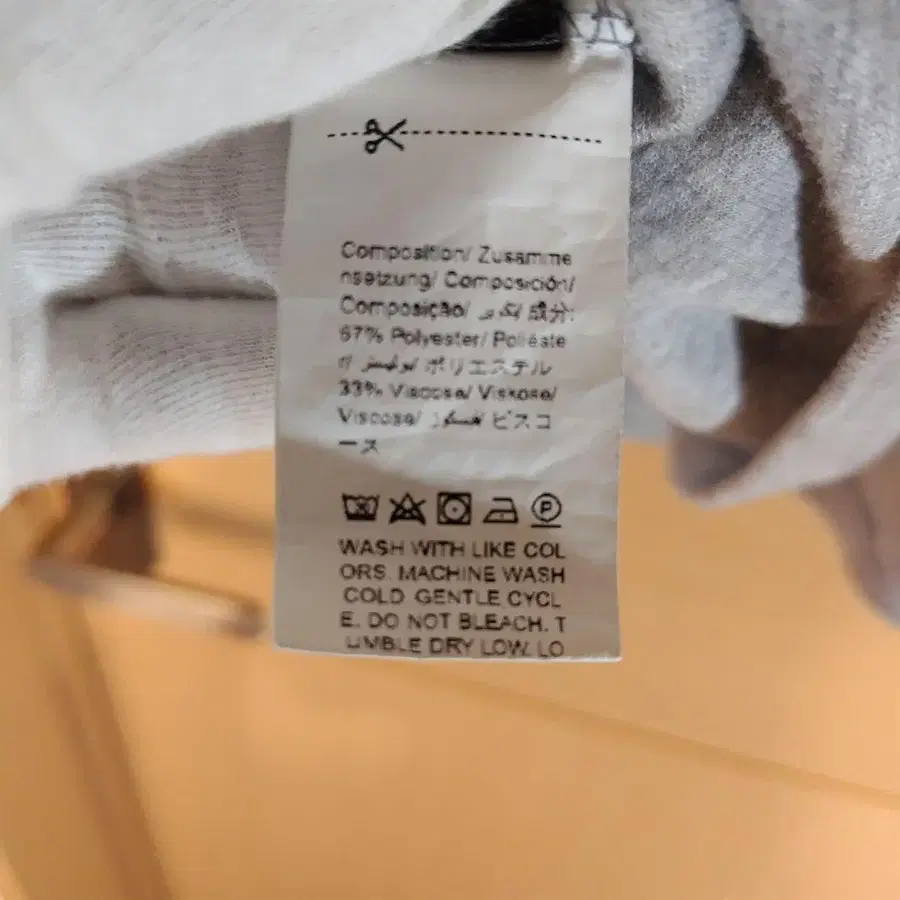 Composition/ Zusamme
nsetzung/ Composición/
Composição/ 成分:
67% Polyester/ Poliéste
r/ ポリエステル
33% Viscose/ Viskose/
Viscose/ ビスコ
ース
P
WASH WITH LIKE COL
ORS. MACHINE WASH
COLD GENTLE CYCL
E. DO NOT BLEACH. T
UMBLE DRY LOW. LO